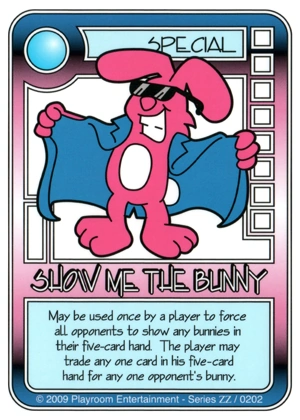 SPECIAL
SHOW ME THE BUNNY
May be used once by a player to force
all opponents to show any bunnies in
their five-card hand. The player may
trade any one card in his five-card
hand for any one opponent's bunny.
© 2009 Playroom Entertainment - Series ZZ / 0202